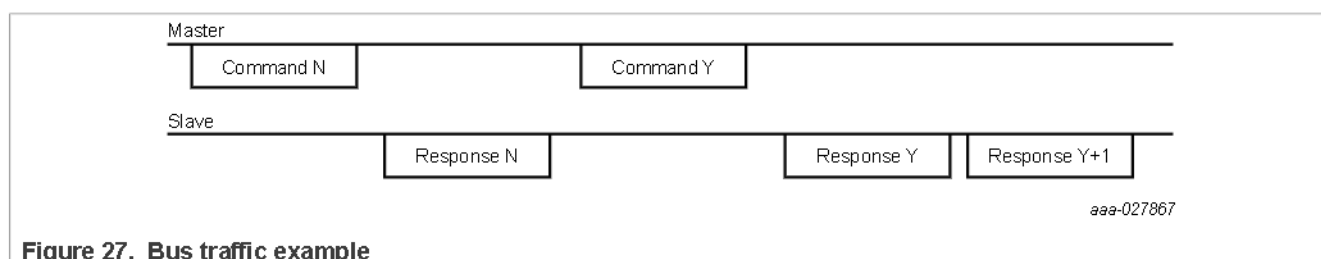 Master
Command N
Command Y
Slave
Response N
Response Y
Response Y+1
aaa-027867
Figure 27. Bus traffic example